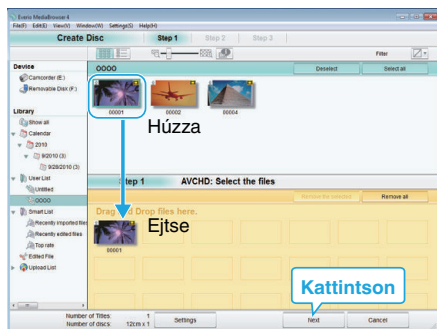 Everio MediaBrowser 4
File(F) Edit(E) View(V) Window(W) Settings(S) Help(H)
Create Disc
Step 1
Step 2
Step 3
Filter
Device
Camcorder (E:)
Removable Disk (F:)
Library
Show all
Calendar
2010
9/2010 (3)
9/28/2010 (3)
User List
Untitled
OOOO
Smart List
Recently imported files
Recently edited files
Top rate
Edited File
Upload List
OOOO
Deselect
Select all
00001
00002
00004
Húzza
Step 1
AVCHD: Select the files
Remove the selected
Remove all
Drag and Drop files here.
Ejtse
00001
Kattintson
Number of Titles: 1
Number of discs: 12cm x 1
Settings
Next
Cancel